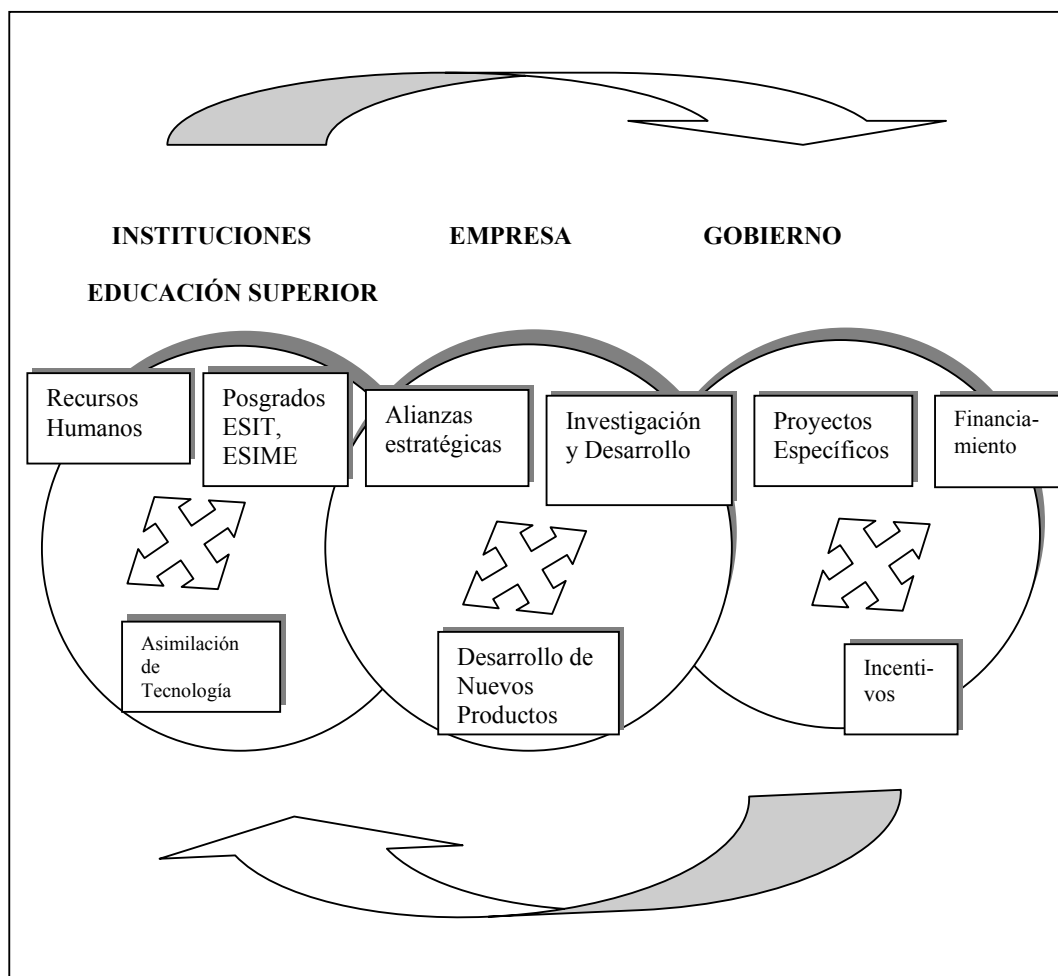 INSTITUCIONES EMPRESA GOBIERNO
EDUCACIÓN SUPERIOR
Recursos
Humanos
Posgrados
ESIT,
ESIME
Alianzas
estratégicas
Investigación
y Desarrollo
Proyectos
Específicos
Financia-
miento
Asimilación
de
Tecnología
Desarrollo de
Nuevos
Productos
Incenti-
vos